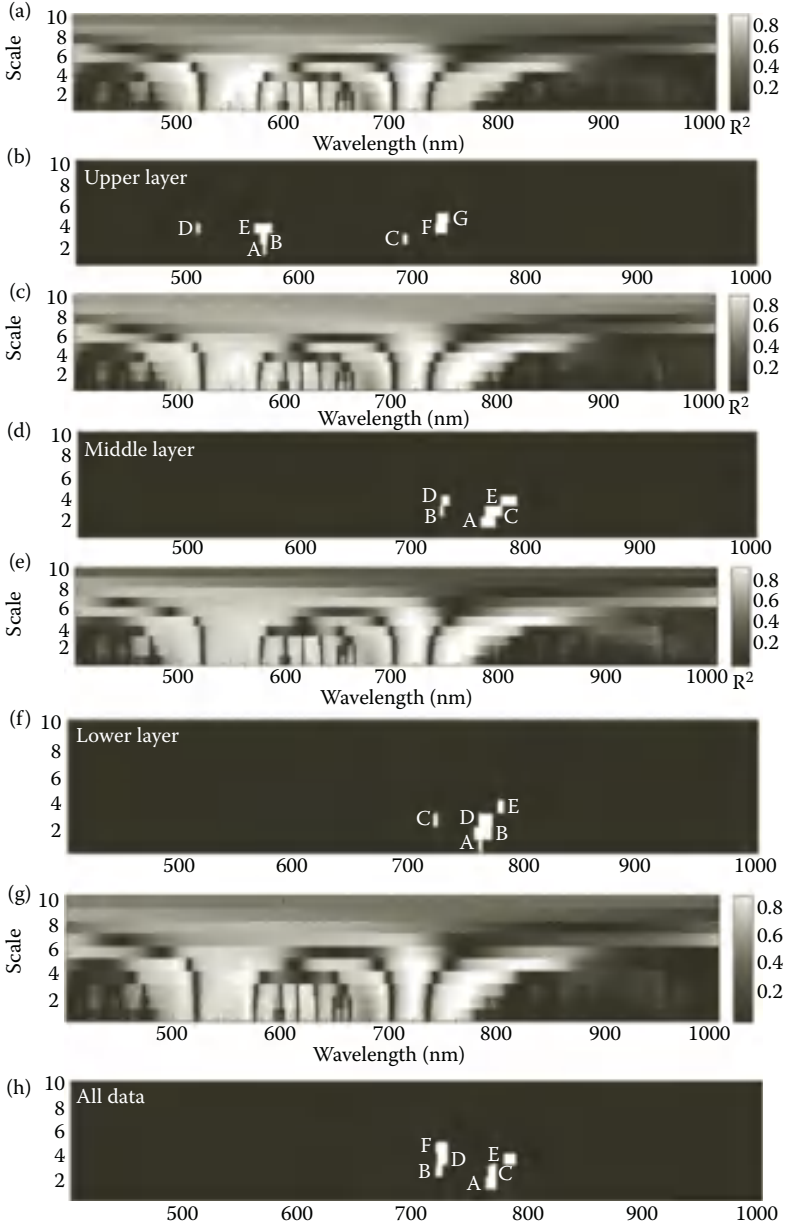 (a)
10
8
6
4
2
Scale
500 600 700 800 900 1000
Wavelength (nm)
0.8
0.6
0.4
0.2
R²
(b)
10
8
6
4
2
Upper layer
D E A B C F G
500 600 700 800 900 1000
(c)
10
8
6
4
2
Scale
500 600 700 800 900 1000
Wavelength (nm)
0.8
0.6
0.4
0.2
R²
(d)
10
8
6
4
2
Middle layer
D B E A C
500 600 700 800 900 1000
(e)
10
8
6
4
2
Scale
500 600 700 800 900 1000
Wavelength (nm)
0.8
0.6
0.4
0.2
R²
(f)
10
8
6
4
2
Lower layer
C D A B E
500 600 700 800 900 1000
(g)
10
8
6
4
2
Scale
500 600 700 800 900 1000
Wavelength (nm)
0.8
0.6
0.4
0.2
(h)
10
8
6
4
2
All data
F B D E A C
500 600 700 800 900 1000